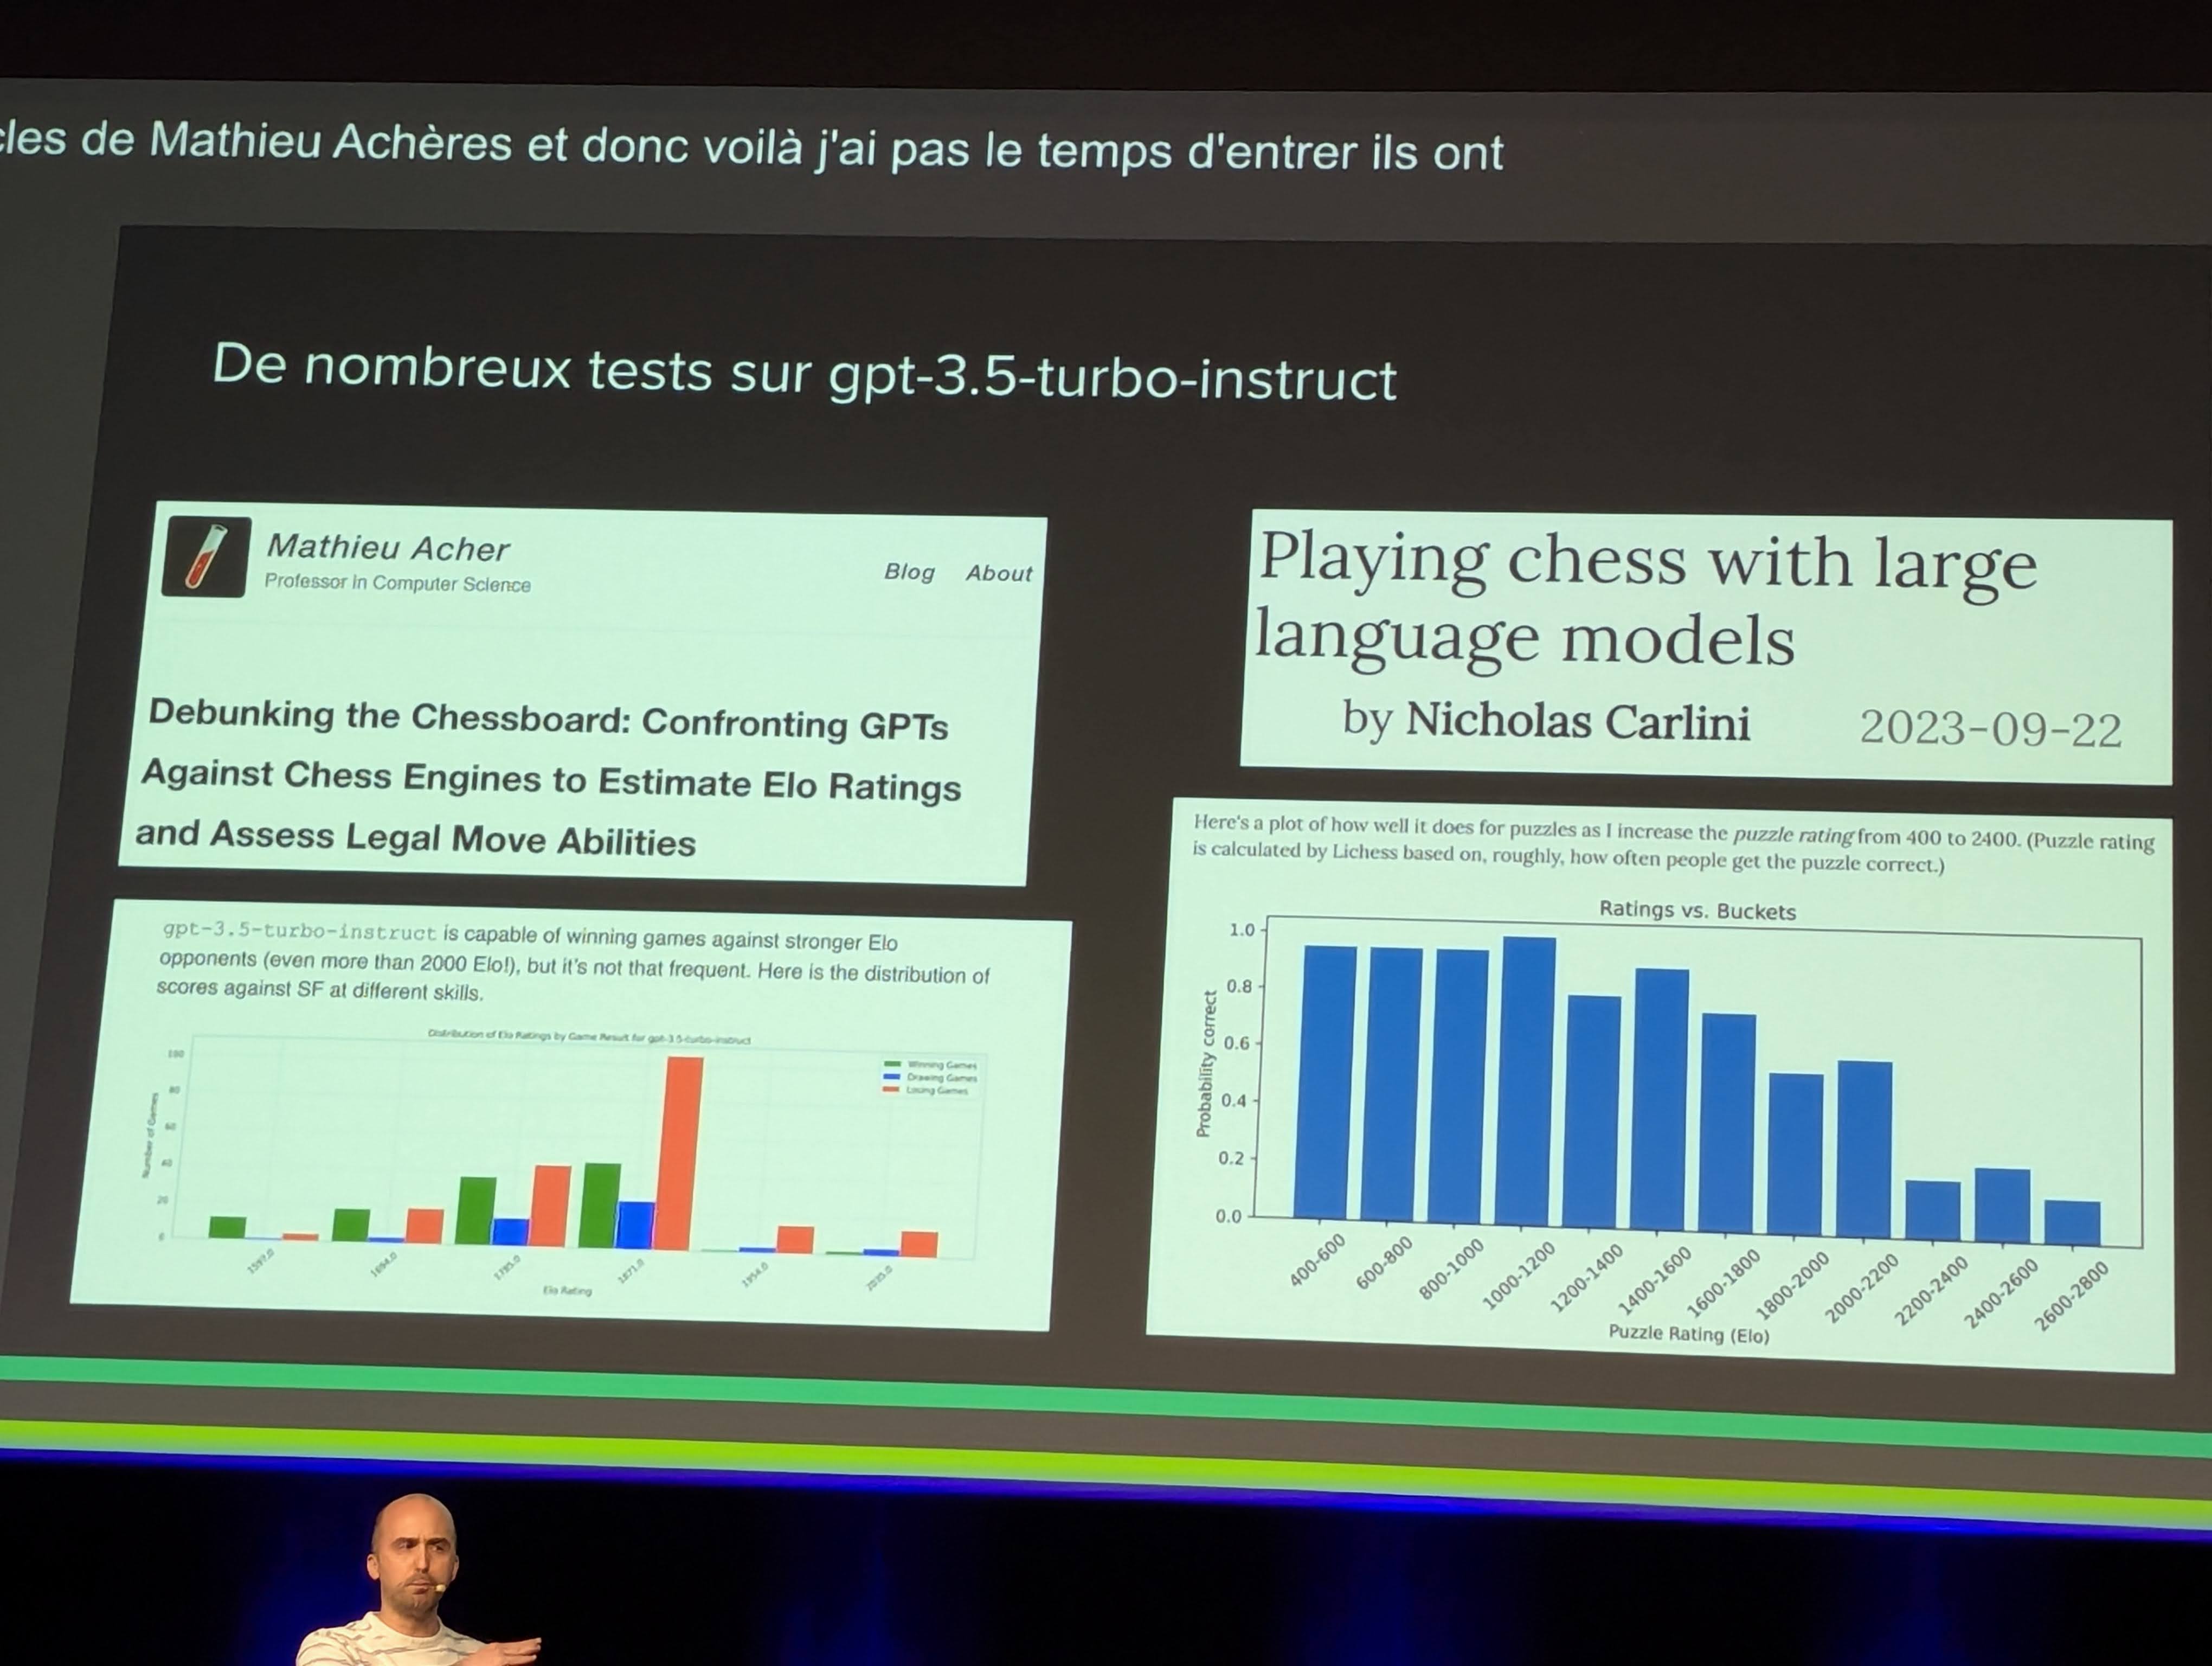 cles de Mathieu Achères et donc voilà j'ai pas le temps d'entrer ils ont
De nombreux tests sur gpt-3.5-turbo-instruct
Mathieu Acher
Professor in Computer Science
Blog About
Debunking the Chessboard: Confronting GPTs
Against Chess Engines to Estimate Elo Ratings
and Assess Legal Move Abilities
gpt-3.5-turbo-instruct is capable of winning games against stronger Elo
opponents (even more than 2000 Elo!), but it's not that frequent. Here is the distribution of
scores against SF at different skills.
Distribution of Elo Ratings by Game Result for gpt-3.5-turbo-instruct
Winning Games
Drawing Games
Losing Games
Number of Games
100
80
60
40
20
0
1694.0
1871.0
1954.0
Elo Rating
Playing chess with large
language models
by Nicholas Carlini 2023-09-22
Here's a plot of how well it does for puzzles as I increase the puzzle rating from 400 to 2400. (Puzzle rating
is calculated by Lichess based on, roughly, how often people get the puzzle correct.)
Ratings vs. Buckets
Probability correct
1.0
0.8
0.6
0.4
0.2
0.0
400-600
600-800
800-1000
1000-1200
1200-1400
1400-1600
1600-1800
1800-2000
2000-2200
2200-2400
2400-2600
2600-2800
Puzzle Rating (Elo)